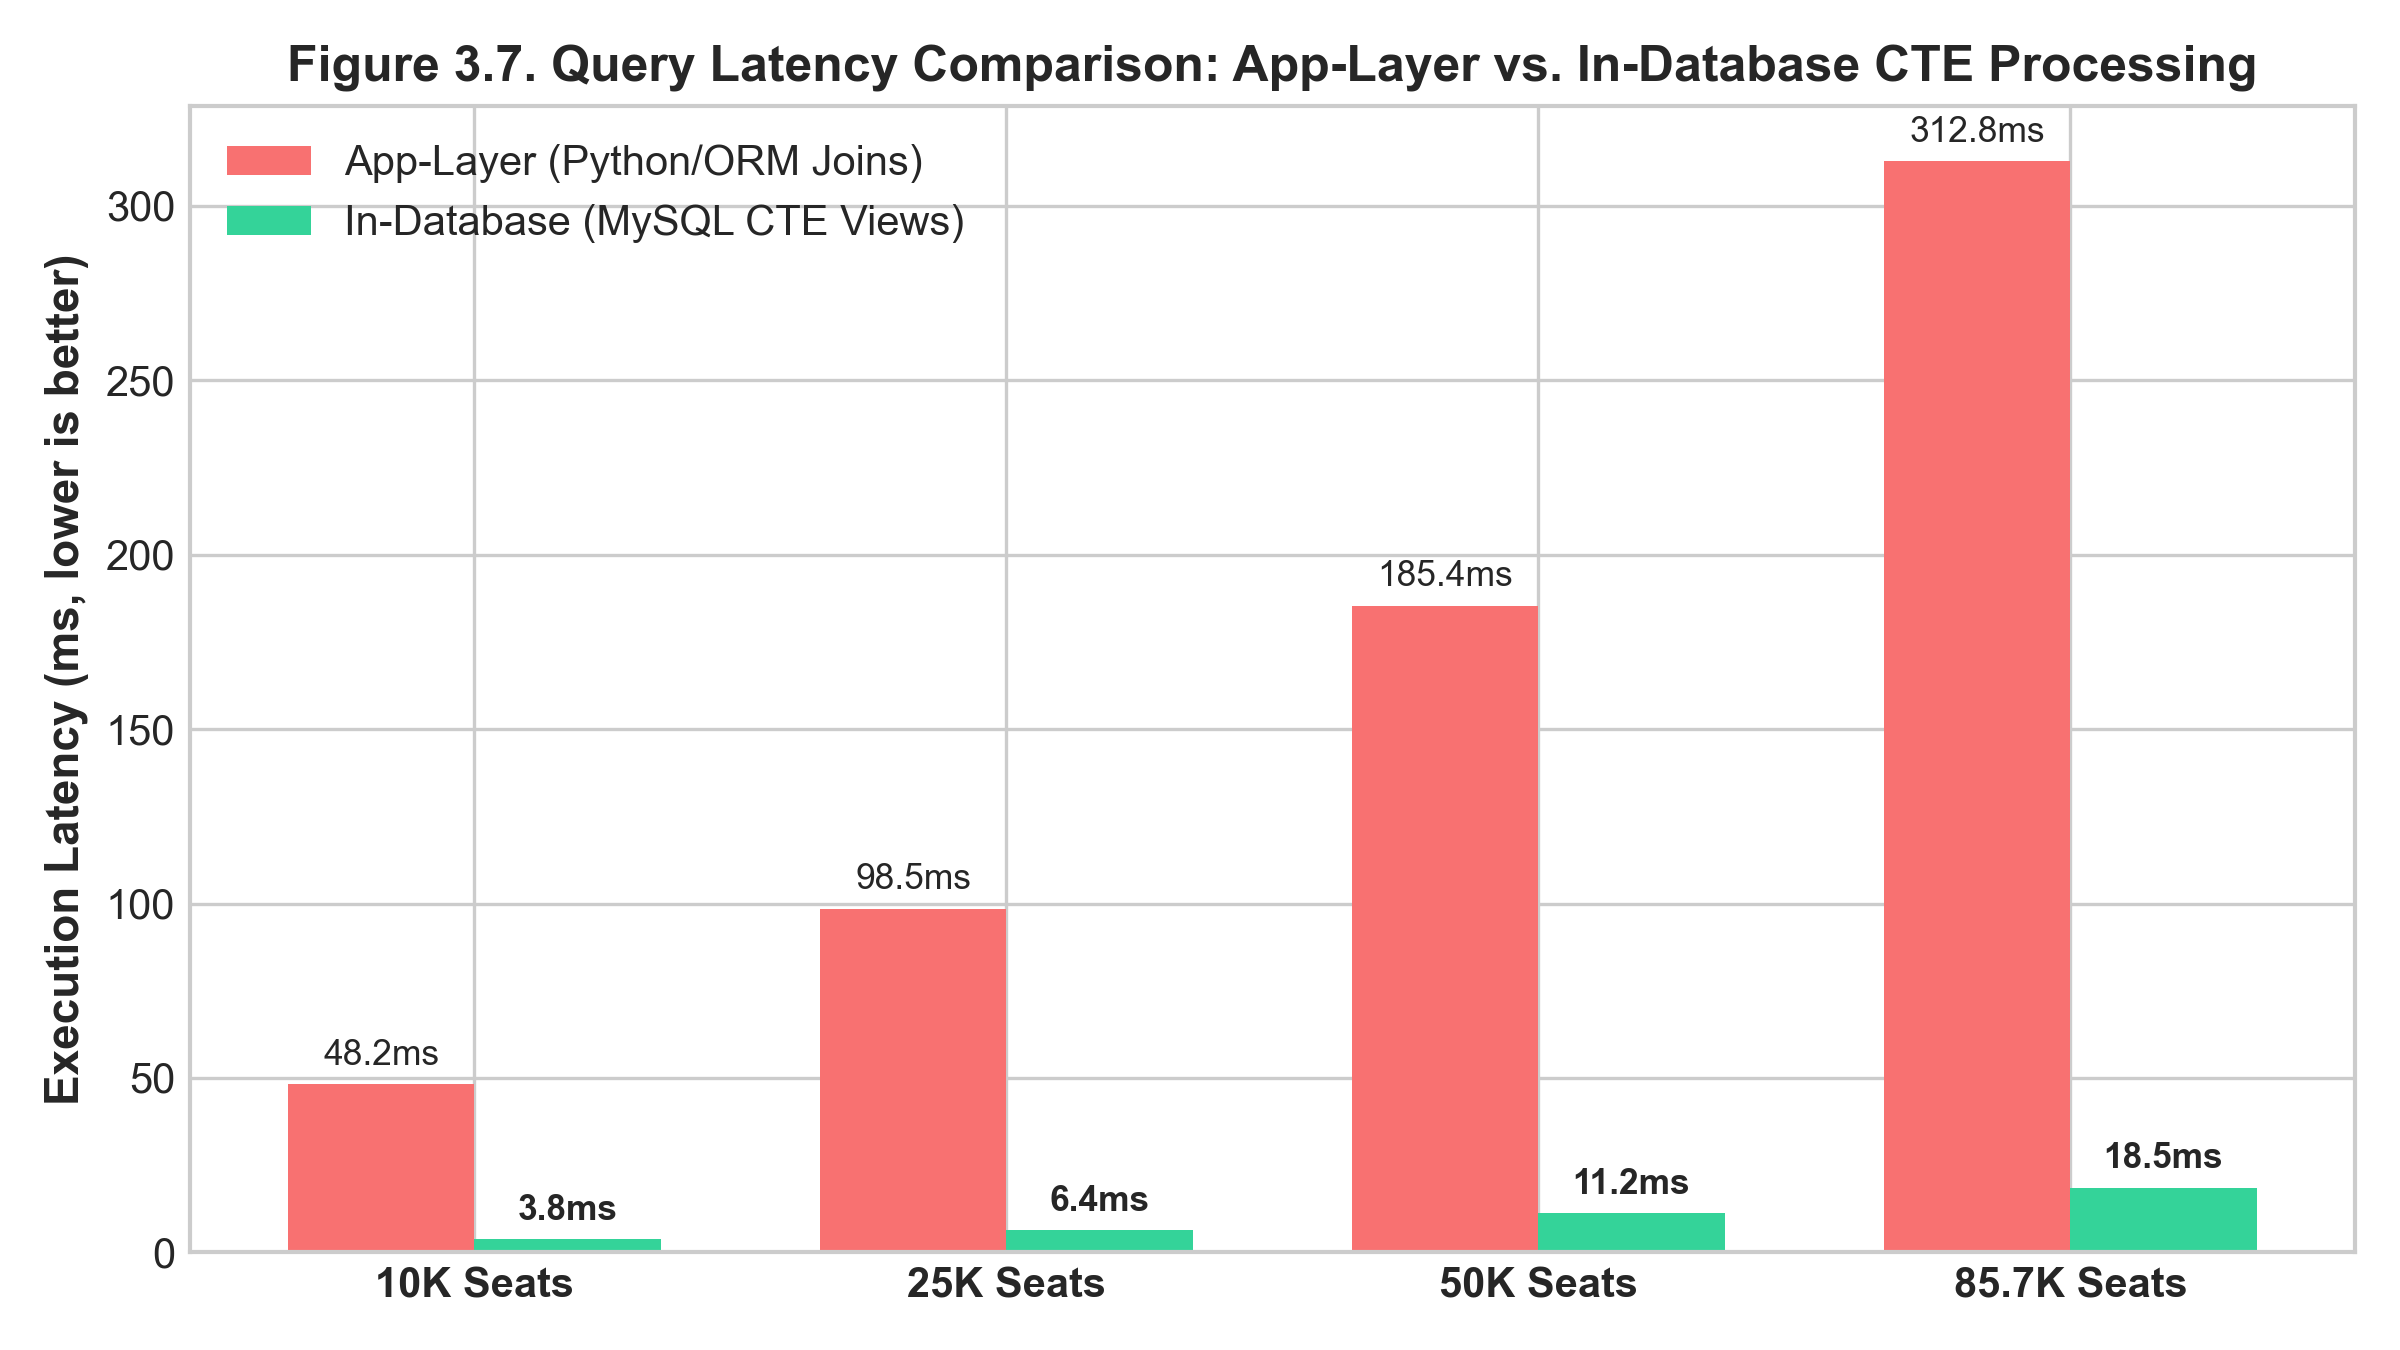 Figure 3.7. Query Latency Comparison: App-Layer vs. In-Database CTE Processing
App-Layer (Python/ORM Joins)
In-Database (MySQL CTE Views)
Execution Latency (ms, lower is better)
300
250
200
150
100
50
0
48.2ms
3.8ms
98.5ms
6.4ms
185.4ms
11.2ms
312.8ms
18.5ms
10K Seats
25K Seats
50K Seats
85.7K Seats